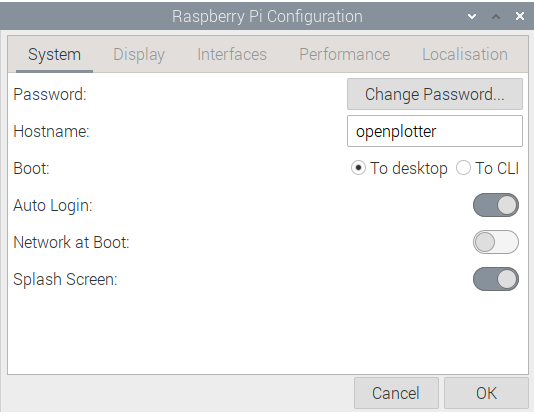 Raspberry Pi Configuration
System Display Interfaces Performance Localisation
Password: Change Password...
Hostname: openplotter
Boot: To desktop To CLI
Auto Login:
Network at Boot:
Splash Screen:
Cancel OK